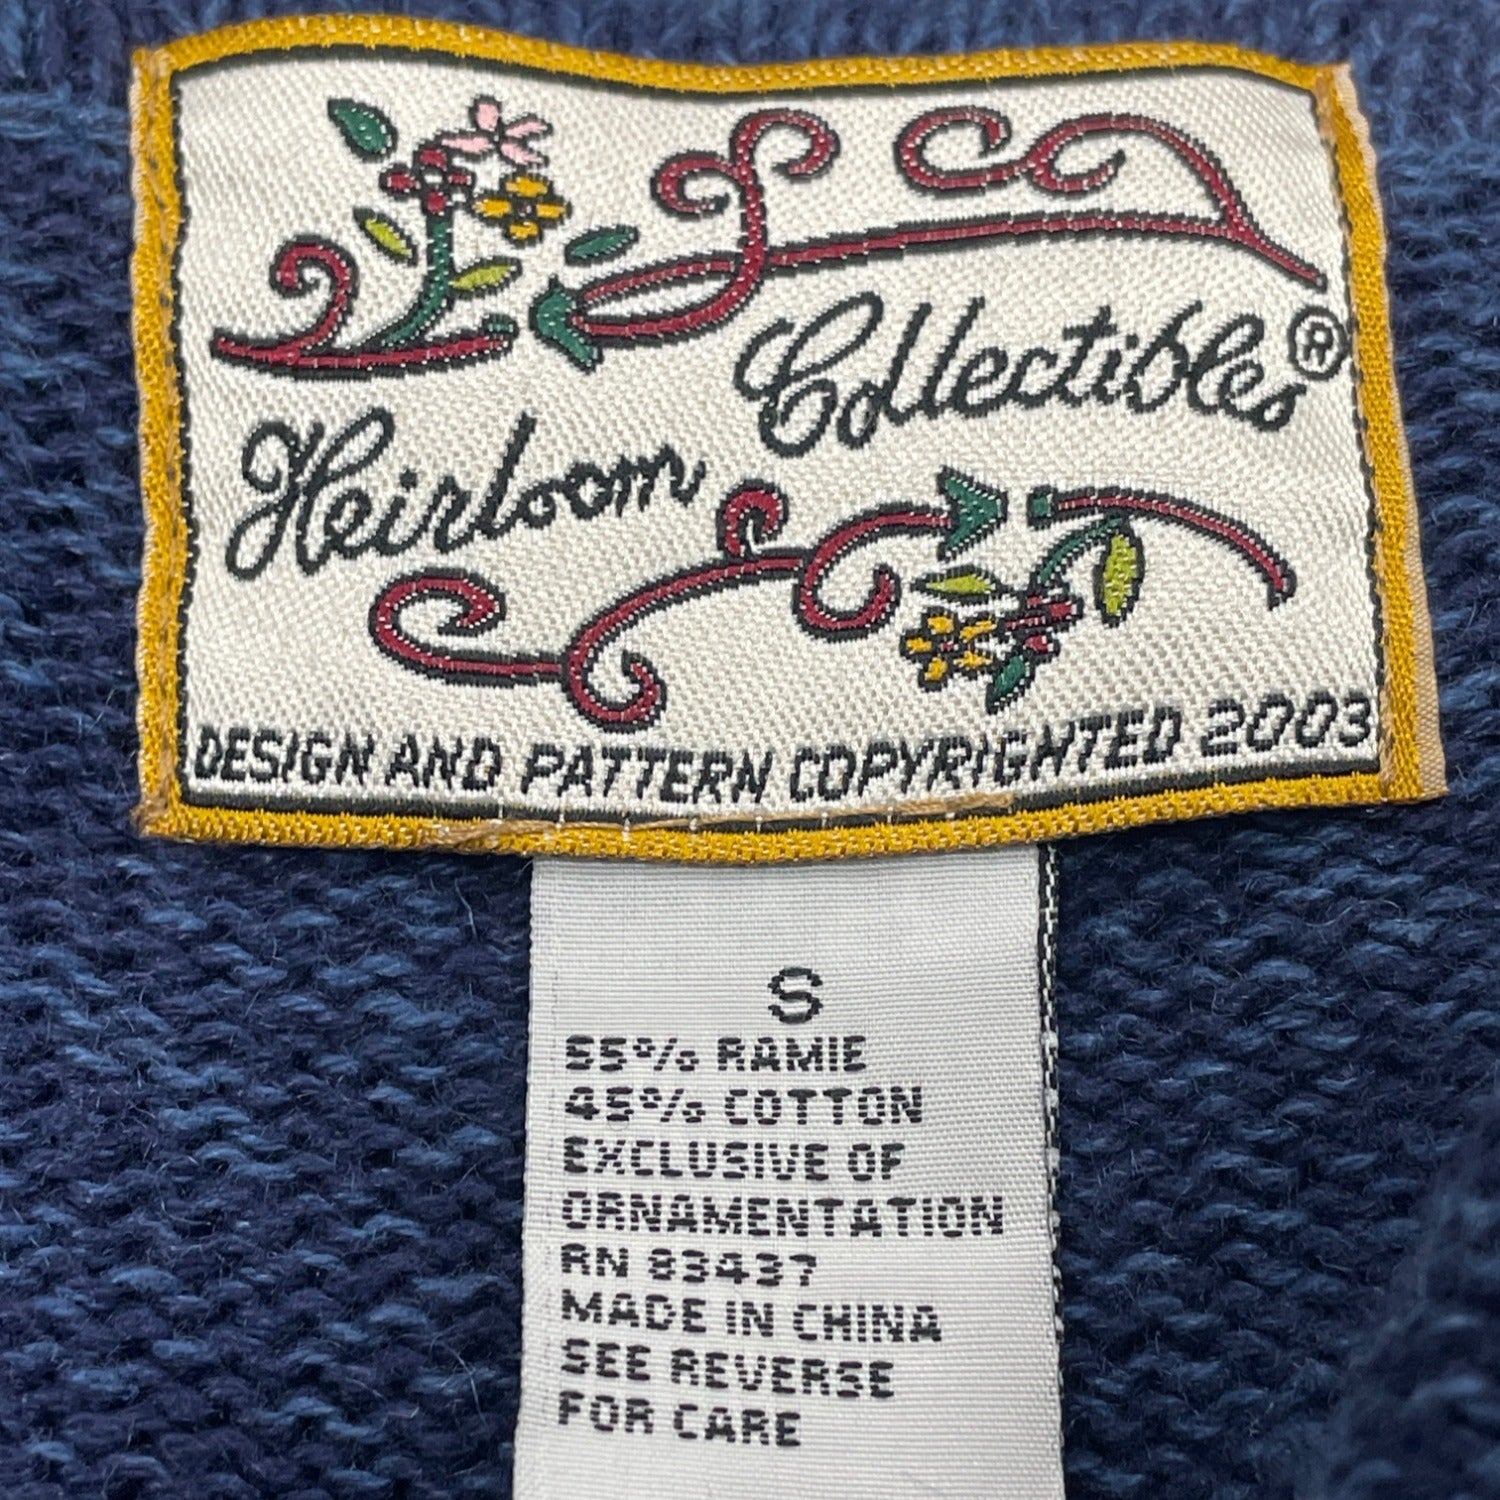 Heirloom Collectibles®
DESIGN AND PATTERN COPYRIGHTED 2003
S
55% RAMIE
45% COTTON
EXCLUSIVE OF
ORNAMENTATION
RN 83437
MADE IN CHINA
SEE REVERSE
FOR CARE